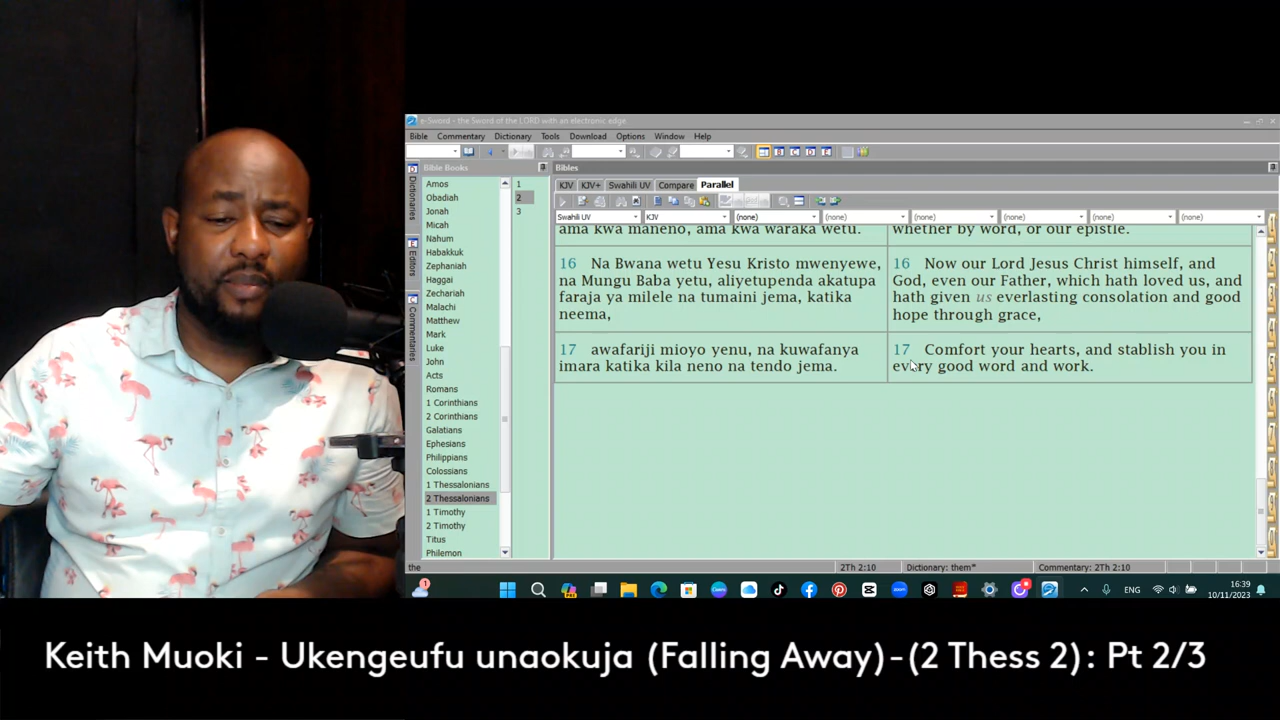 e-Sword - the Sword of the LORD with an electronic edge
Bible Commentary Dictionary Tools Download Options Window Help
Bible Books
Bibles
Dictionaries
Editors
Commentaries
Amos
Obadiah
Jonah
Micah
Nahum
Habakkuk
Zephaniah
Haggai
Zechariah
Malachi
Matthew
Mark
Luke
John
Acts
Romans
1 Corinthians
2 Corinthians
Galatians
Ephesians
Philippians
Colossians
1 Thessalonians
2 Thessalonians
1 Timothy
2 Timothy
Titus
Philemon
1
2
3
KJV KJV+ Swahili UV Compare Parallel
Swahili UV KJV (none) (none) (none) (none) (none) (none)
ama kwa maneno, ama kwa waraka wetu.
16 Na Bwana wetu Yesu Kristo mwenyewe,
na Mungu Baba yetu, aliyetupenda akatupa
faraja ya milele na tumaini jema, katika
neema,
17 awafariji mioyo yenu, na kuwafanya
imara katika kila neno na tendo jema.
whether by word, or our epistle.
16 Now our Lord Jesus Christ himself, and
God, even our Father, which hath loved us, and
hath given us everlasting consolation and good
hope through grace,
17 Comfort your hearts, and stablish you in
every good word and work.
the
2Th 2:10
Dictionary: them*
Commentary: 2Th 2:10
1
ENG
16:39
10/11/2023
Keith Muoki - Ukengeufu unaokuja (Falling Away)-(2 Thess 2): Pt 2/3